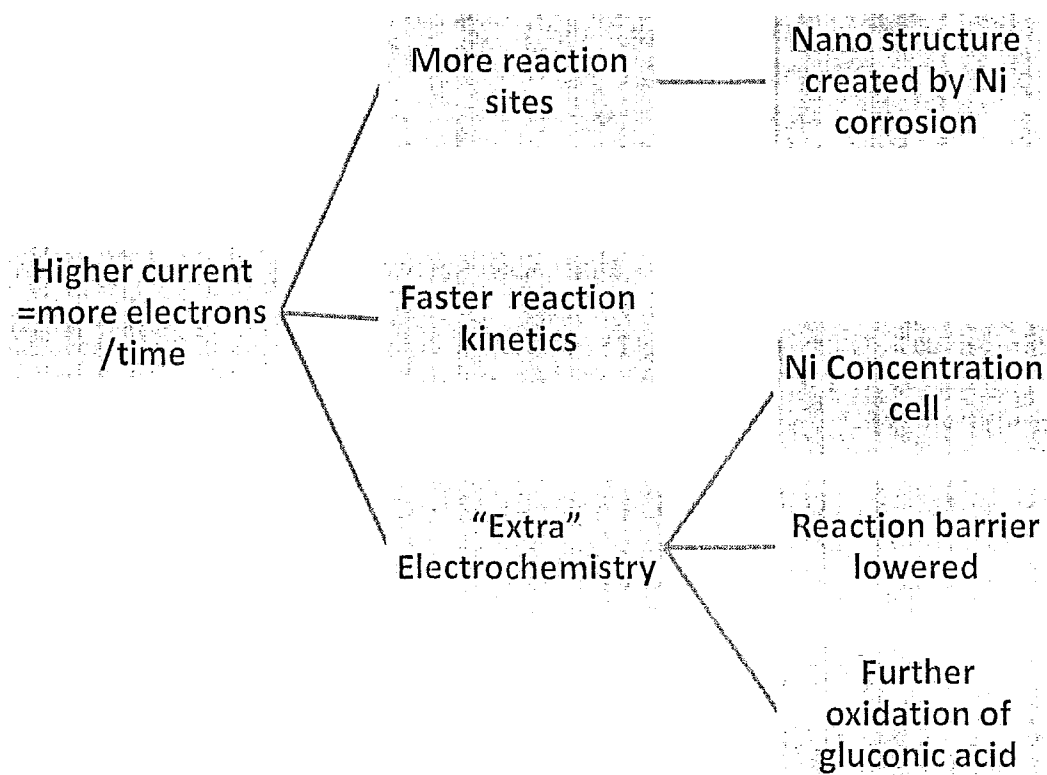 More reaction
sites
Nano structure
created by Ni
corrosion
Higher current
=more electrons
/time
Faster reaction
kinetics
Ni Concentration
cell
“Extra”
Electrochemistry
Reaction barrier
lowered
Further
oxidation of
gluconic acid